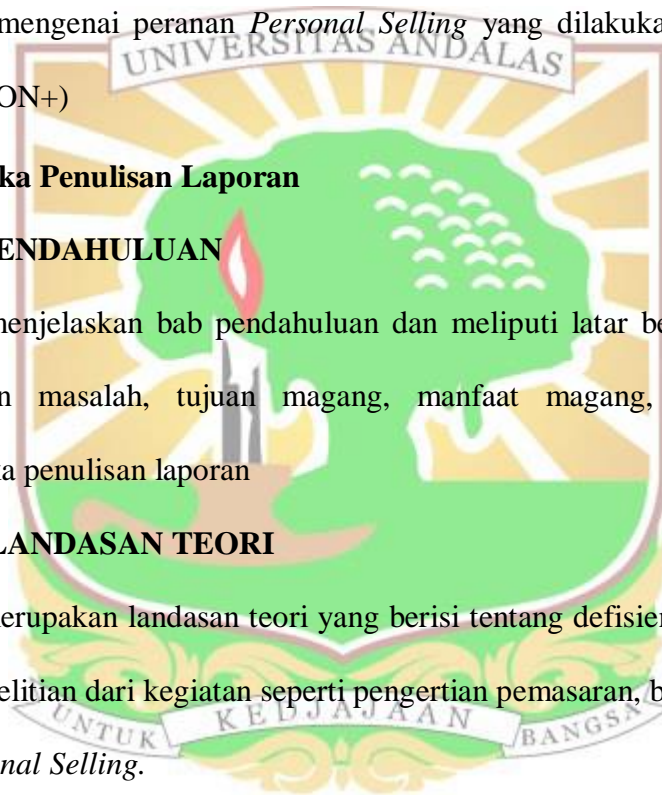 mengenai peranan Personal Selling yang dilakuka
UNIVERSITAS ANDALAS
ON+)
ka Penulisan Laporan
ENDAHULUAN
menjelaskan bab pendahuluan dan meliputi latar be
n masalah, tujuan magang, manfaat magang,
ka penulisan laporan
LANDASAN TEORI
erupakan landasan teori yang berisi tentang defisien
elitian dari kegiatan seperti pengertian pemasaran, b
UNTUK KEDJAJAAN BANGSA
nal Selling.